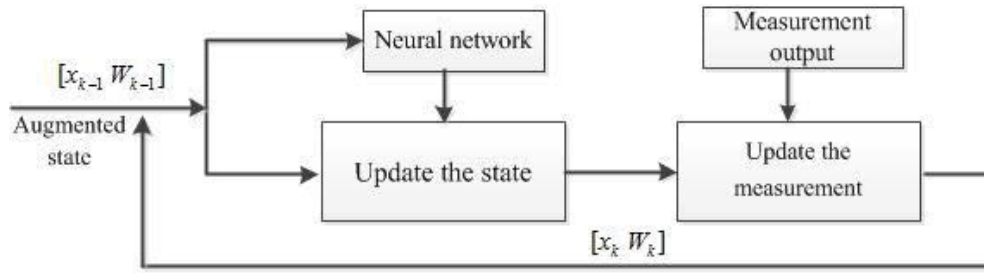 Neural network
Measurement
output
[x_{k-1} W_{k-1}]
Augmented
state
Update the state
Update the
measurement
[x_k W_k]